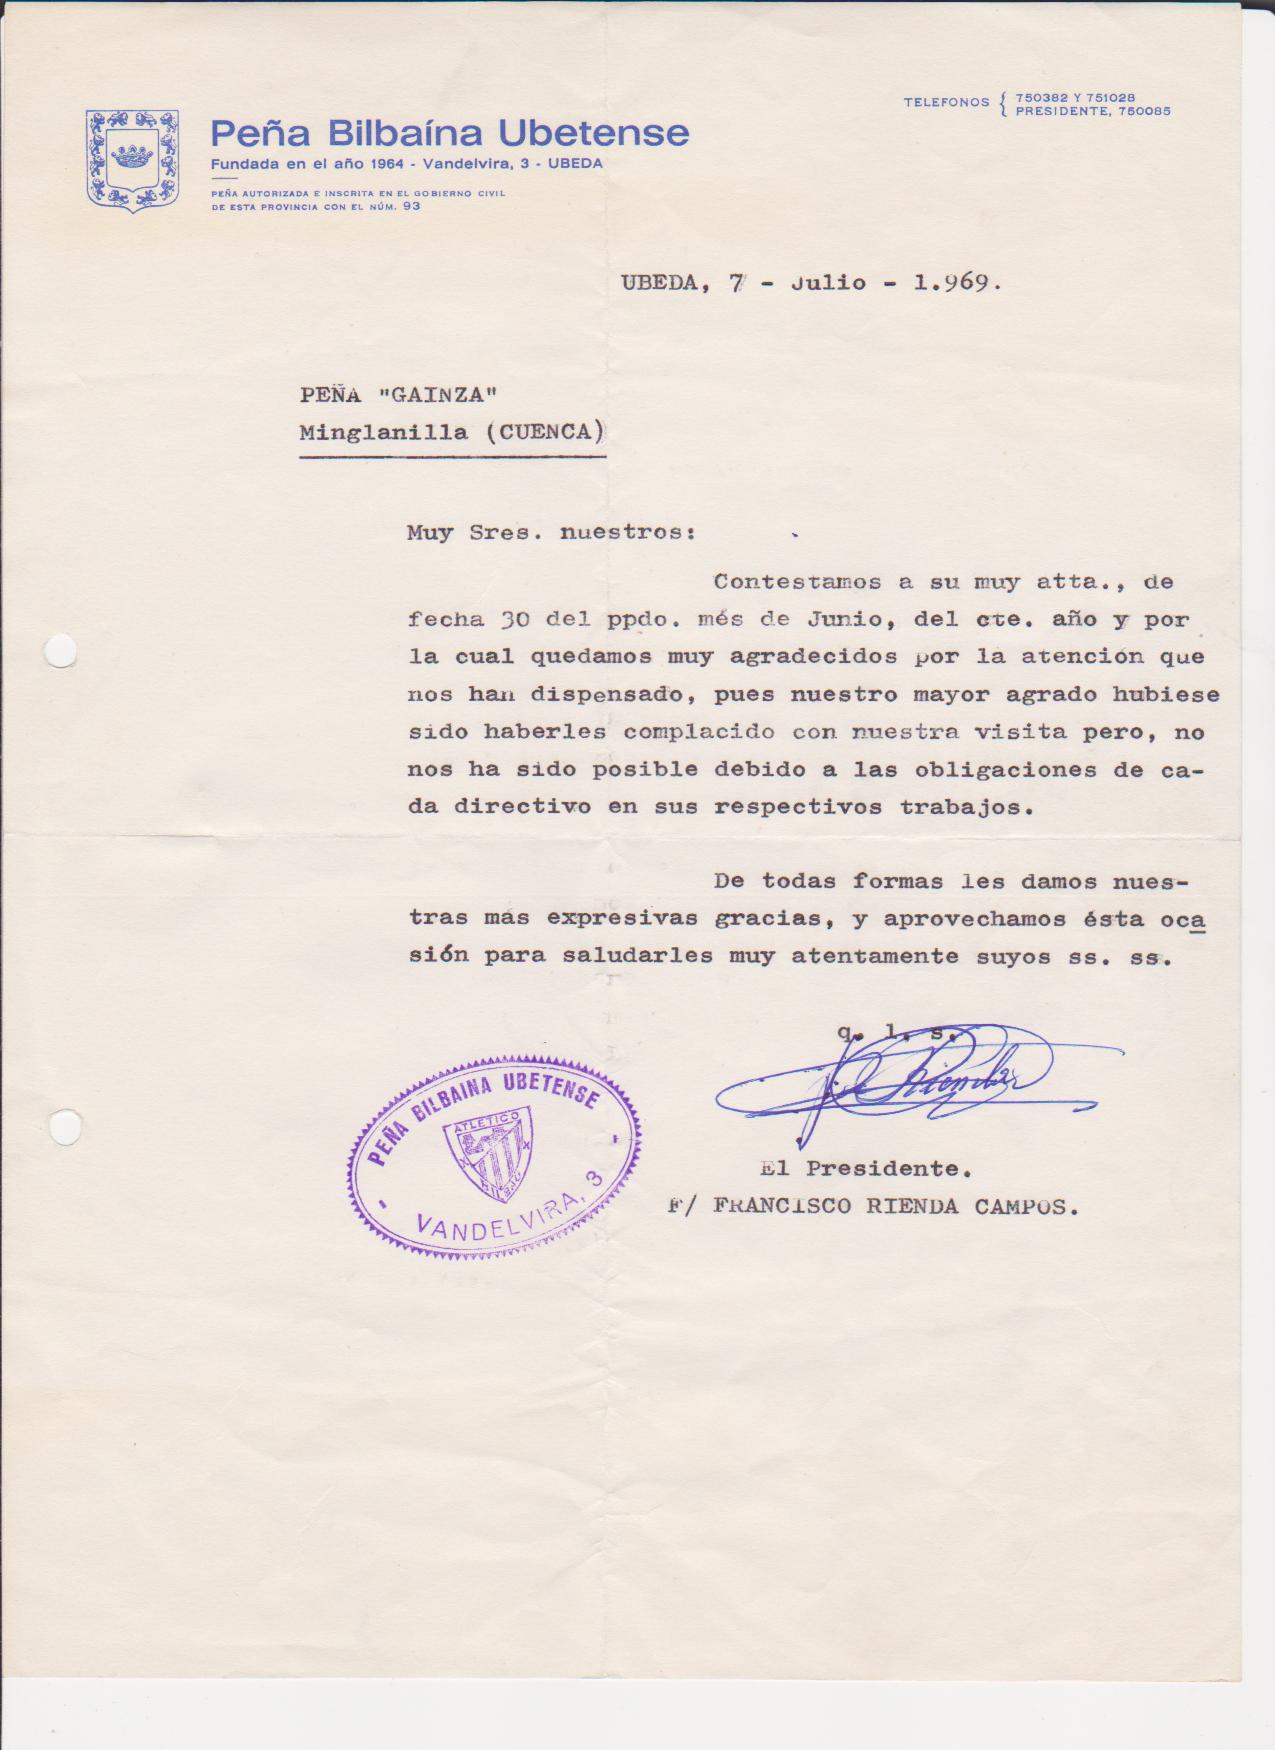 TELEFONOS { 750382 Y 751028
PRESIDENTE, 750085
Peña Bilbaína Ubetense
Fundada en el año 1964 - Vandelvira, 3 - UBEDA
PEÑA AUTORIZADA E INSCRITA EN EL GOBIERNO CIVIL
DE ESTA PROVINCIA CON EL NÚM. 93
UBEDA, 7 - Julio - 1.969.
PEÑA "GAINZA"
Minglanilla (CUENCA)
Muy Sres. nuestros:
Contestamos a su muy atta., de
fecha 30 del ppdo. més de Junio, del cte. año y por
la cual quedamos muy agradecidos por la atención que
nos han dispensado, pues nuestro mayor agrado hubiese
sido haberles complacido con nuestra visita pero, no
nos ha sido posible debido a las obligaciones de ca-
da directivo en sus respectivos trabajos.
De todas formas les damos nues-
tras mas expresivas gracias, y aprovechamos ésta oca
sión para saludarles muy atentamente suyos ss. ss.
q. l. s.
PEÑA BILBAINA UBETENSE
ATLETICO
- VANDELVIRA, 3 -
El Presidente.
F/ FRANCISCO RIENDA CAMPOS.